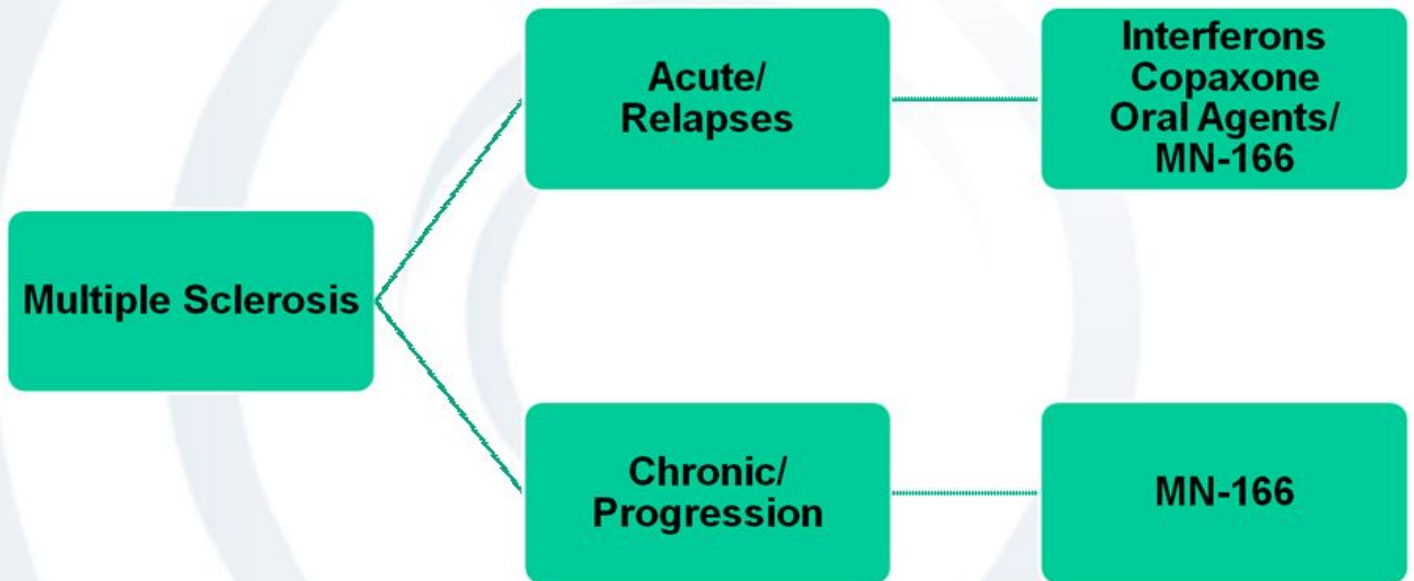 Multiple Sclerosis
Acute/
Relapses
Interferons
Copaxone
Oral Agents/
MN-166
Chronic/
Progression
MN-166